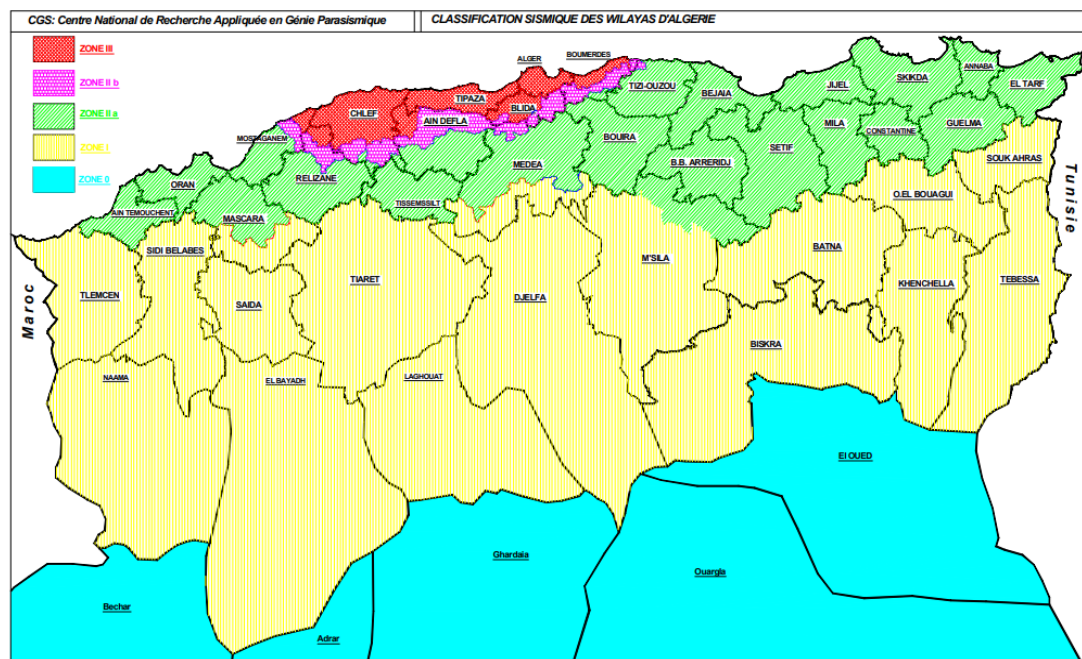 CGS: Centre National de Recherche Appliquée en Génie Parasismique
CLASSIFICATION SISMIQUE DES WILAYAS D'ALGERIE
ZONE III
ZONE II b
ZONE II a
ZONE I
ZONE 0
ALGER
BOUMERDES
TIPAZA
BLIDA
CHLEF
AIN DEFLA
TIZI-OUZOU
BEJAIA
JIJEL
SKIKDA
ANNABA
EL TARF
MOSTAGANEM
RELIZANE
MEDEA
BOUIRA
B.B. ARRERIDJ
SETIF
MILA
CONSTANTINE
GUELMA
SOUK AHRAS
ORAN
AIN TEMOUCHENT
MASCARA
TISSEMSSILT
O.EL BOUAGUI
Tunisie
Maroc
TLEMCEN
SIDI BELABES
SAIDA
TIARET
DJELFA
M'SILA
BATNA
KHENCHELLA
TEBESSA
BISKRA
NAAMA
EL BAYADH
LAGHOUAT
El OUED
Ghardaia
Ouargla
Bechar
Adrar